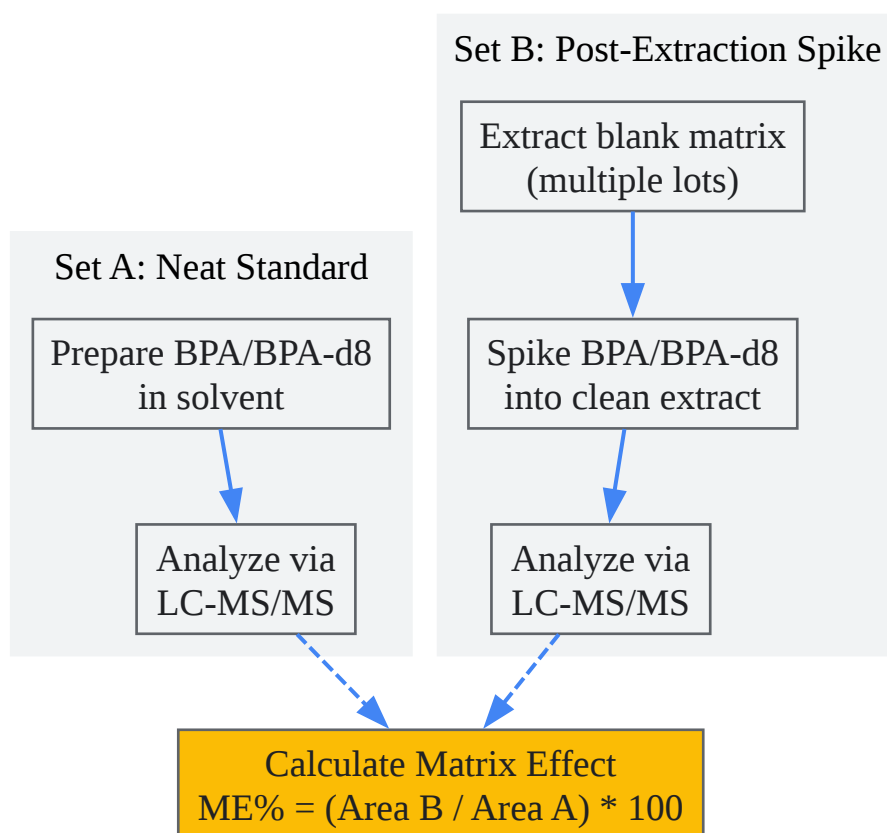 Set B: Post-Extraction Spike
Extract blank matrix
(multiple lots)
Set A: Neat Standard
Prepare BPA/BPA-d8
in solvent
Spike BPA/BPA-d8
into clean extract
Analyze via
LC-MS/MS
Analyze via
LC-MS/MS
Calculate Matrix Effect
ME% = (Area B / Area A) * 100